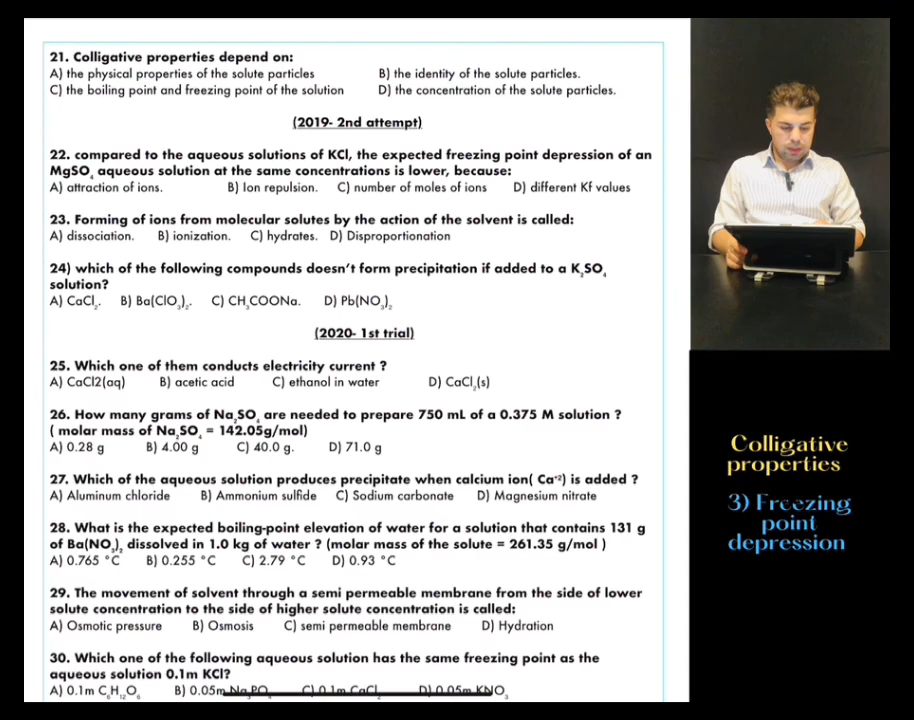 21. Colligative properties depend on:
A) the physical properties of the solute particles B) the identity of the solute particles.
C) the boiling point and freezing point of the solution D) the concentration of the solute particles.
(2019- 2nd attempt)
22. compared to the aqueous solutions of KCl, the expected freezing point depression of an
MgSO₄ aqueous solution at the same concentrations is lower, because:
A) attraction of ions. B) Ion repulsion. C) number of moles of ions D) different Kf values
23. Forming of ions from molecular solutes by the action of the solvent is called:
A) dissociation. B) ionization. C) hydrates. D) Disproportionation
24) which of the following compounds doesn't form precipitation if added to a K₂SO₄
solution?
A) CaCl₂. B) Ba(ClO₃)₂. C) CH₃COONa. D) Pb(NO₃)₂
(2020- 1st trial)
25. Which one of them conducts electricity current ?
A) CaCl2(aq) B) acetic acid C) ethanol in water D) CaCl₂(s)
26. How many grams of Na₂SO₄ are needed to prepare 750 mL of a 0.375 M solution ?
( molar mass of Na₂SO₄ = 142.05g/mol)
A) 0.28 g B) 4.00 g C) 40.0 g. D) 71.0 g
27. Which of the aqueous solution produces precipitate when calcium ion( Ca⁺²) is added ?
A) Aluminum chloride B) Ammonium sulfide C) Sodium carbonate D) Magnesium nitrate
28. What is the expected boiling-point elevation of water for a solution that contains 131 g
of Ba(NO₃)₂ dissolved in 1.0 kg of water ? (molar mass of the solute = 261.35 g/mol )
A) 0.765 °C B) 0.255 °C C) 2.79 °C D) 0.93 °C
29. The movement of solvent through a semi permeable membrane from the side of lower
solute concentration to the side of higher solute concentration is called:
A) Osmotic pressure B) Osmosis C) semi permeable membrane D) Hydration
30. Which one of the following aqueous solution has the same freezing point as the
aqueous solution 0.1m KCl?
A) 0.1m C₆H₁₂O₆ B) 0.05m Na₃PO₄ C) 0.1m CaCl₂ D) 0.05m KNO₃
Colligative
properties
3) Freezing
point
depression